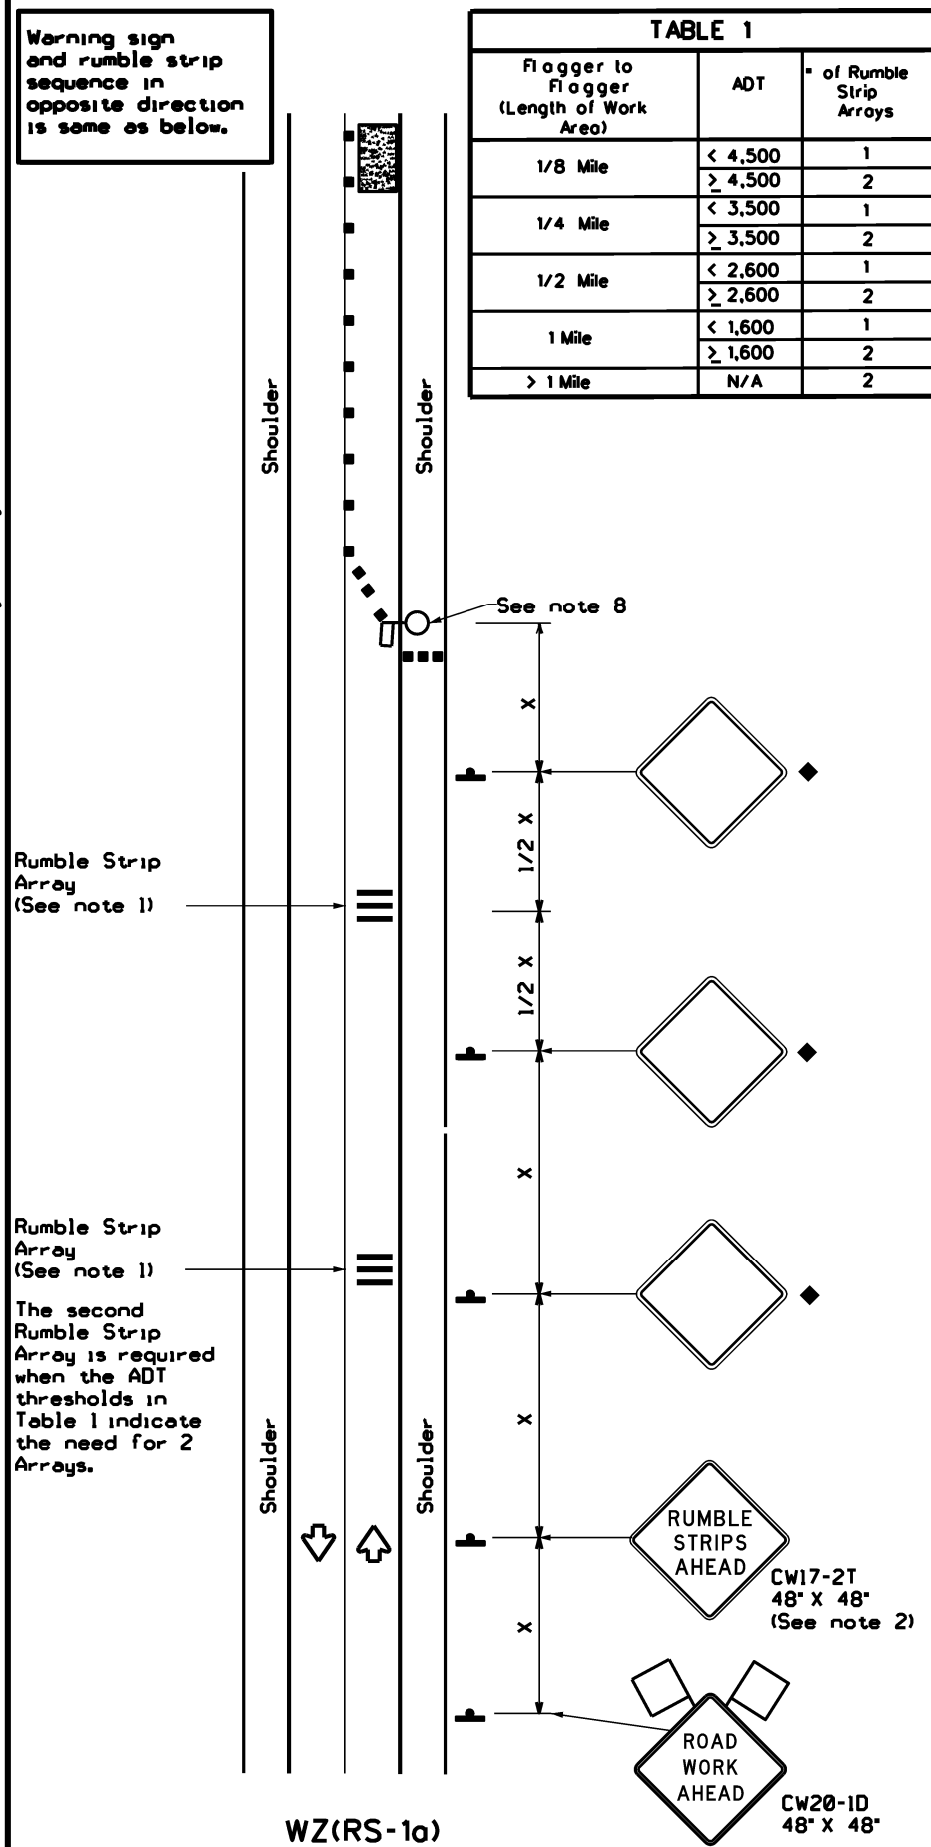 Warning sign
and rumble strip
sequence in
opposite direction
is same as below.
TABLE 1
Flagger to
Flagger
(Length of Work
Area)
ADT
" of Rumble
Strip
Arrays
1/8 Mile
< 4,500
1
≥ 4,500
2
1/4 Mile
< 3,500
1
≥ 3,500
2
1/2 Mile
< 2,600
1
≥ 2,600
2
1 Mile
< 1,600
1
≥ 1,600
2
> 1 Mile
N/A
2
Shoulder
Shoulder
See note 8
X
1/2 X
Rumble Strip
Array
(See note 1)
1/2 X
X
Rumble Strip
Array
(See note 1)
The second
Rumble Strip
Array is required
when the ADT
thresholds in
Table 1 indicate
the need for 2
Arrays.
X
Shoulder
Shoulder
RUMBLE
STRIPS
AHEAD
CW17-2T
48" X 48"
(See note 2)
X
ROAD
WORK
AHEAD
CW20-1D
48" X 48"
WZ(RS-1a)